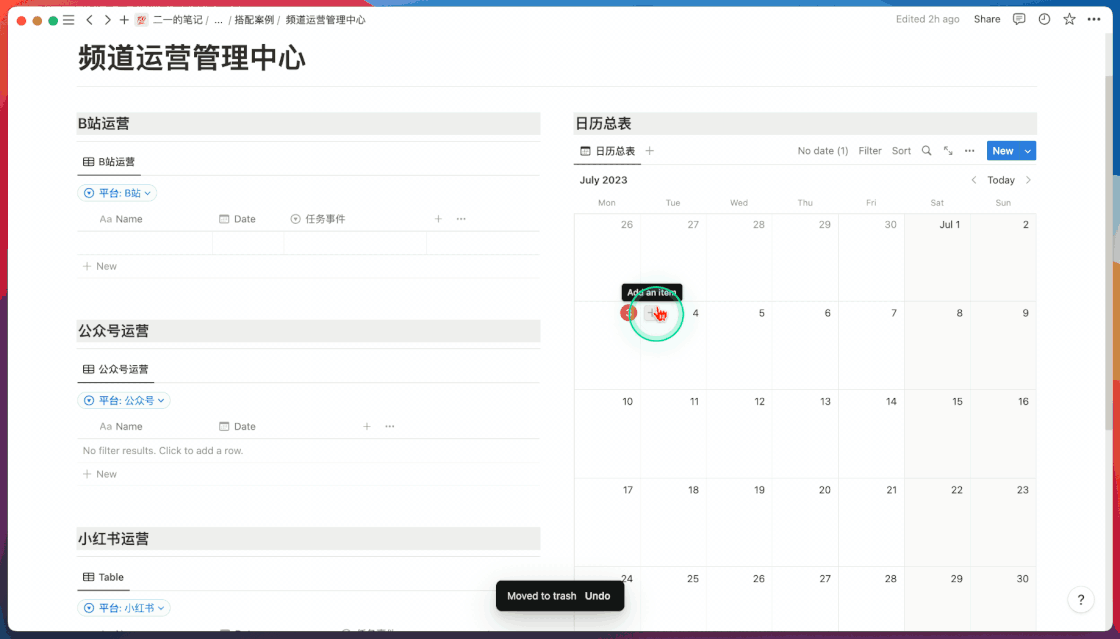 二一的笔记 / ... / 搭配案例 / 频道运营管理中心
Edited 2h ago Share
频道运营管理中心
B站运营
B站运营
平台: B站
Aa Name Date 任务事件
+ New
公众号运营
公众号运营
平台: 公众号
Aa Name Date
No filter results. Click to add a row.
+ New
小红书运营
Table
平台: 小红书
日历总表
日历总表
No date (1) Filter Sort New
July 2023 Today
Mon Tue Wed Thu Fri Sat Sun
26 27 28 29 30 Jul 1 2
Add an item
3 4 5 6 7 8 9
10 11 12 13 14 15 16
17 18 19 20 21 22 23
24 25 26 27 28 29 30
Moved to trash Undo
?